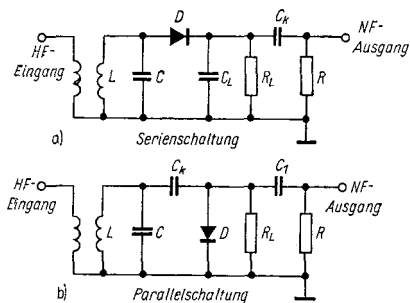 HF-
Eingang
L
C
D
C_L
R_L
C_k
R
NF-
Ausgang
a)
Serienschaltung
HF-
Eingang
L
C
C_k
D
R_L
C_1
R
NF-
Ausgang
b)
Parallelschaltung